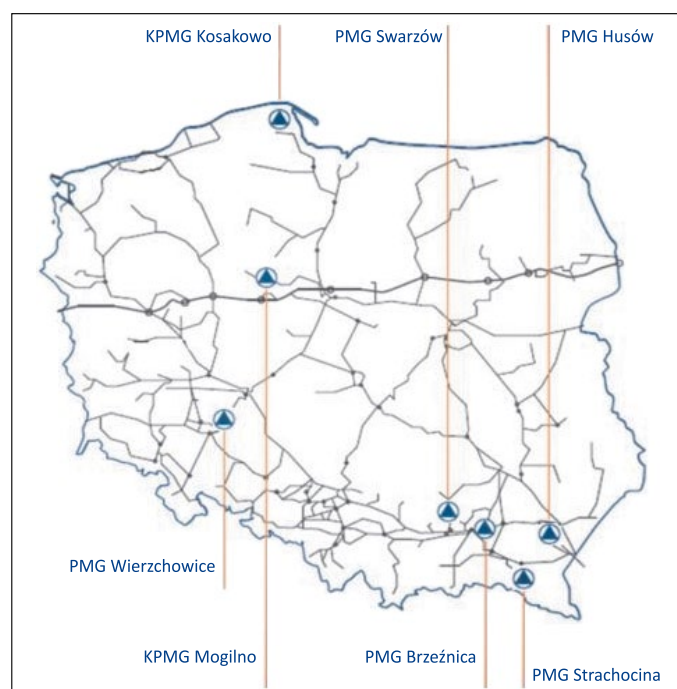 KPMG Kosakowo
PMG Swarzów
PMG Husów
PMG Wierzchowice
KPMG Mogilno
PMG Brzeźnica
PMG Strachocina